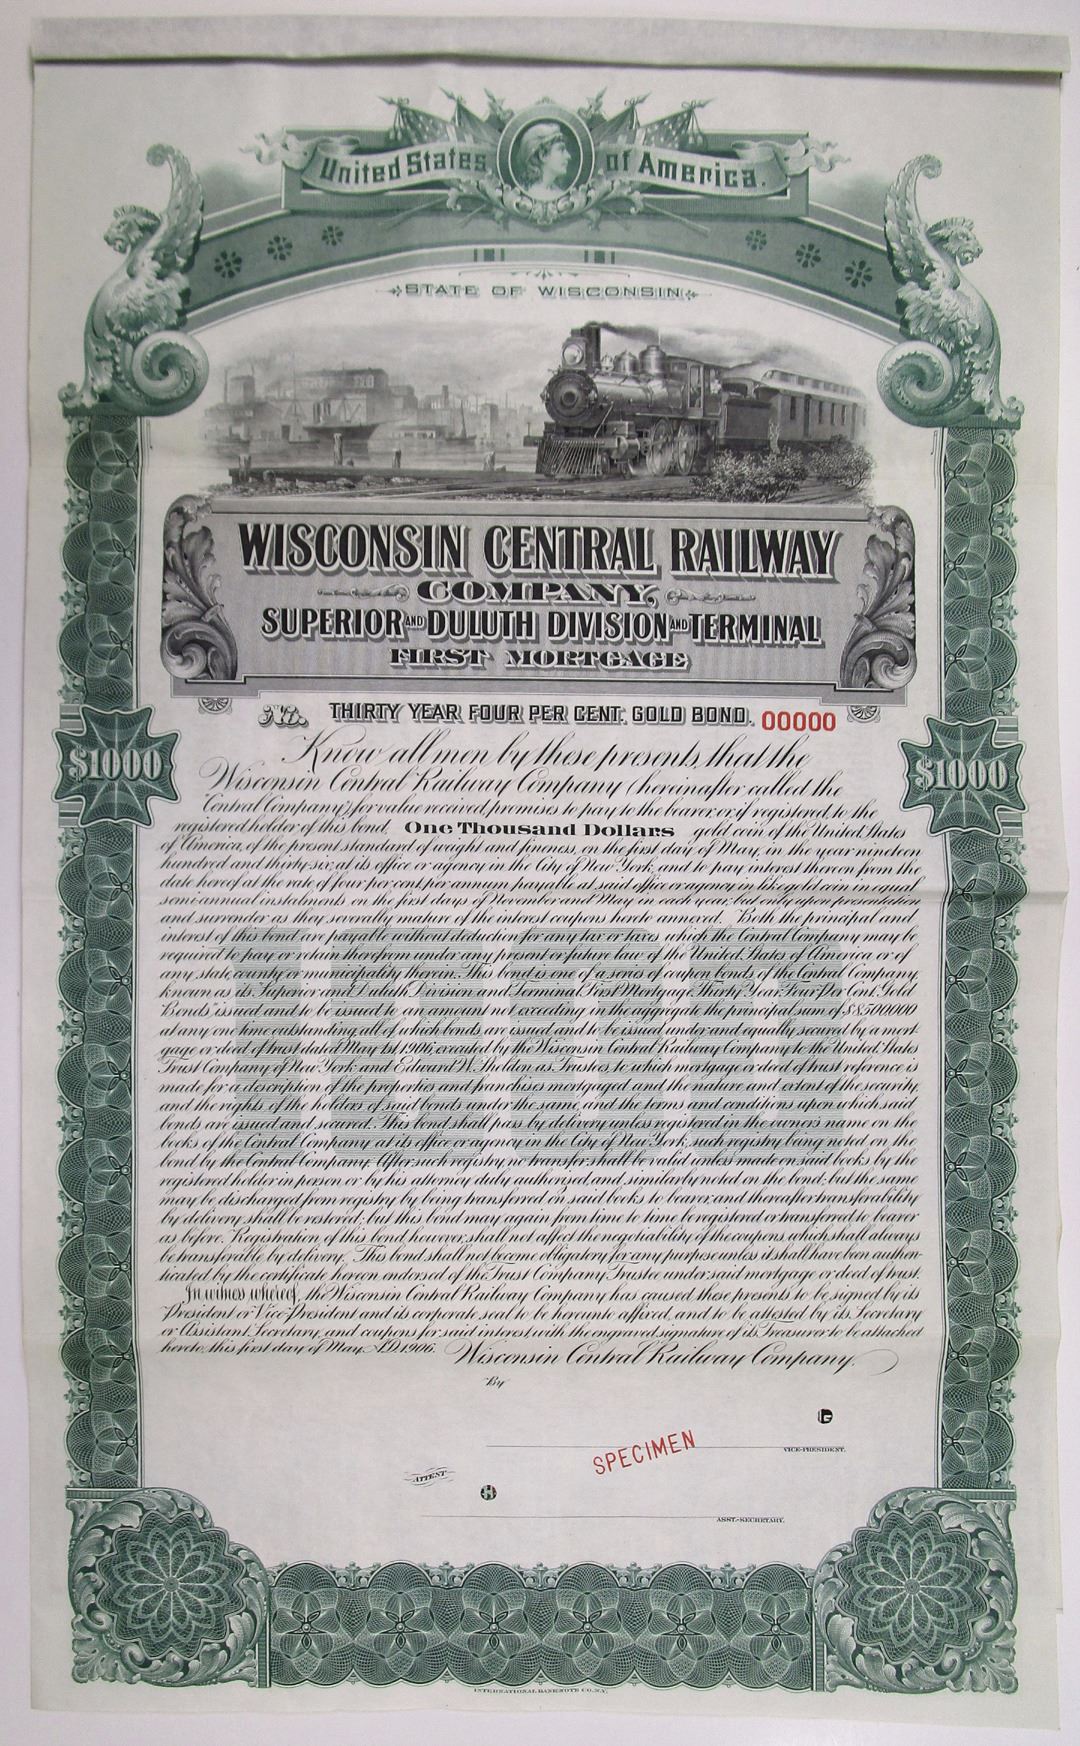 United States of America.
STATE OF WISCONSIN
WISCONSIN CENTRAL RAILWAY
COMPANY,
SUPERIOR AND DULUTH DIVISION AND TERMINAL
FIRST MORTGAGE
No. THIRTY YEAR FOUR PER CENT. GOLD BOND. 00000
$1000 $1000
Know all men by these presents, that the
Wisconsin Central Railway Company (hereinafter called the
Central Company), for value received, promises to pay to the bearer, or, if registered, to the
registered holder of this bond, One Thousand Dollars gold coin of the United States
of America, of the present standard of weight and fineness, on the first day of May, in the year nineteen
hundred and thirty-six, at its office or agency in the City of New York, and to pay interest thereon from the
date hereof at the rate of four per cent. per annum, payable at said office or agency in like gold coin in equal
semi-annual instalments on the first days of November and May in each year, but only upon presentation
and surrender as they severally mature of the interest coupons hereto annexed. Both the principal and
interest of this bond are payable without deduction for any tax or taxes which the Central Company may be
required to pay or retain therefrom under any present or future law of the United States of America or of
any state, county or municipality therein. This bond is one of a series of coupon bonds of the Central Company,
known as its Superior and Duluth Division and Terminal First Mortgage Thirty Year Four Per Cent. Gold
Bonds, issued and to be issued to an amount not exceeding in the aggregate the principal sum of $8,500,000
at any one time outstanding, all of which bonds are issued and to be issued under and equally secured by a mort-
gage or deed of trust dated May 1st, 1906, executed by the Wisconsin Central Railway Company to the United States
Trust Company of New York and Edward W. Sheldon as Trustees, to which mortgage or deed of trust reference is
made for a description of the properties and franchises mortgaged and the nature and extent of the security,
and the rights of the holders of said bonds under the same, and the terms and conditions upon which said
bonds are issued and secured. This bond shall pass by delivery unless registered in the owner's name on the
books of the Central Company at its office or agency in the City of New York, such registry being noted on the
bond by the Central Company. After such registry no transfer shall be valid unless made on said books by the
registered holder in person or by his attorney duly authorized, and similarly noted on the bond; but the same
may be discharged from registry by being transferred on said books to bearer, and thereafter transferability
by delivery shall be restored; but this bond may again from time to time be registered or transferred to bearer
as before. Registration of this bond, however, shall not affect the negotiability of the coupons, which shall always
be transferable by delivery. This bond shall not become obligatory for any purpose unless it shall have been authen-
ticated by the certificate hereon endorsed of the Trust Company, Trustee under said mortgage or deed of trust.
In witness whereof, the Wisconsin Central Railway Company has caused these presents to be signed by its
President or Vice-President and its corporate seal to be hereunto affixed, and to be attested by its Secretary
or Assistant Secretary, and coupons for said interest, with the engraved signature of its Treasurer to be attached
hereto, this first day of May, A.D. 1906. Wisconsin Central Railway Company.
By
VICE-PRESIDENT.
SPECIMEN
ATTEST
ASST.-SECRETARY.
INTERNATIONAL BANK NOTE CO. N.Y.